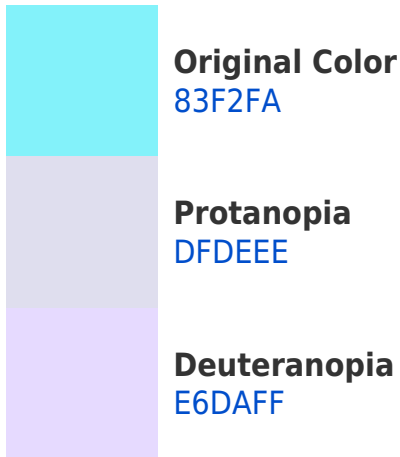 Original Color
83F2FA
Protanopia
DFDEEE
Deuteranopia
E6DAFF